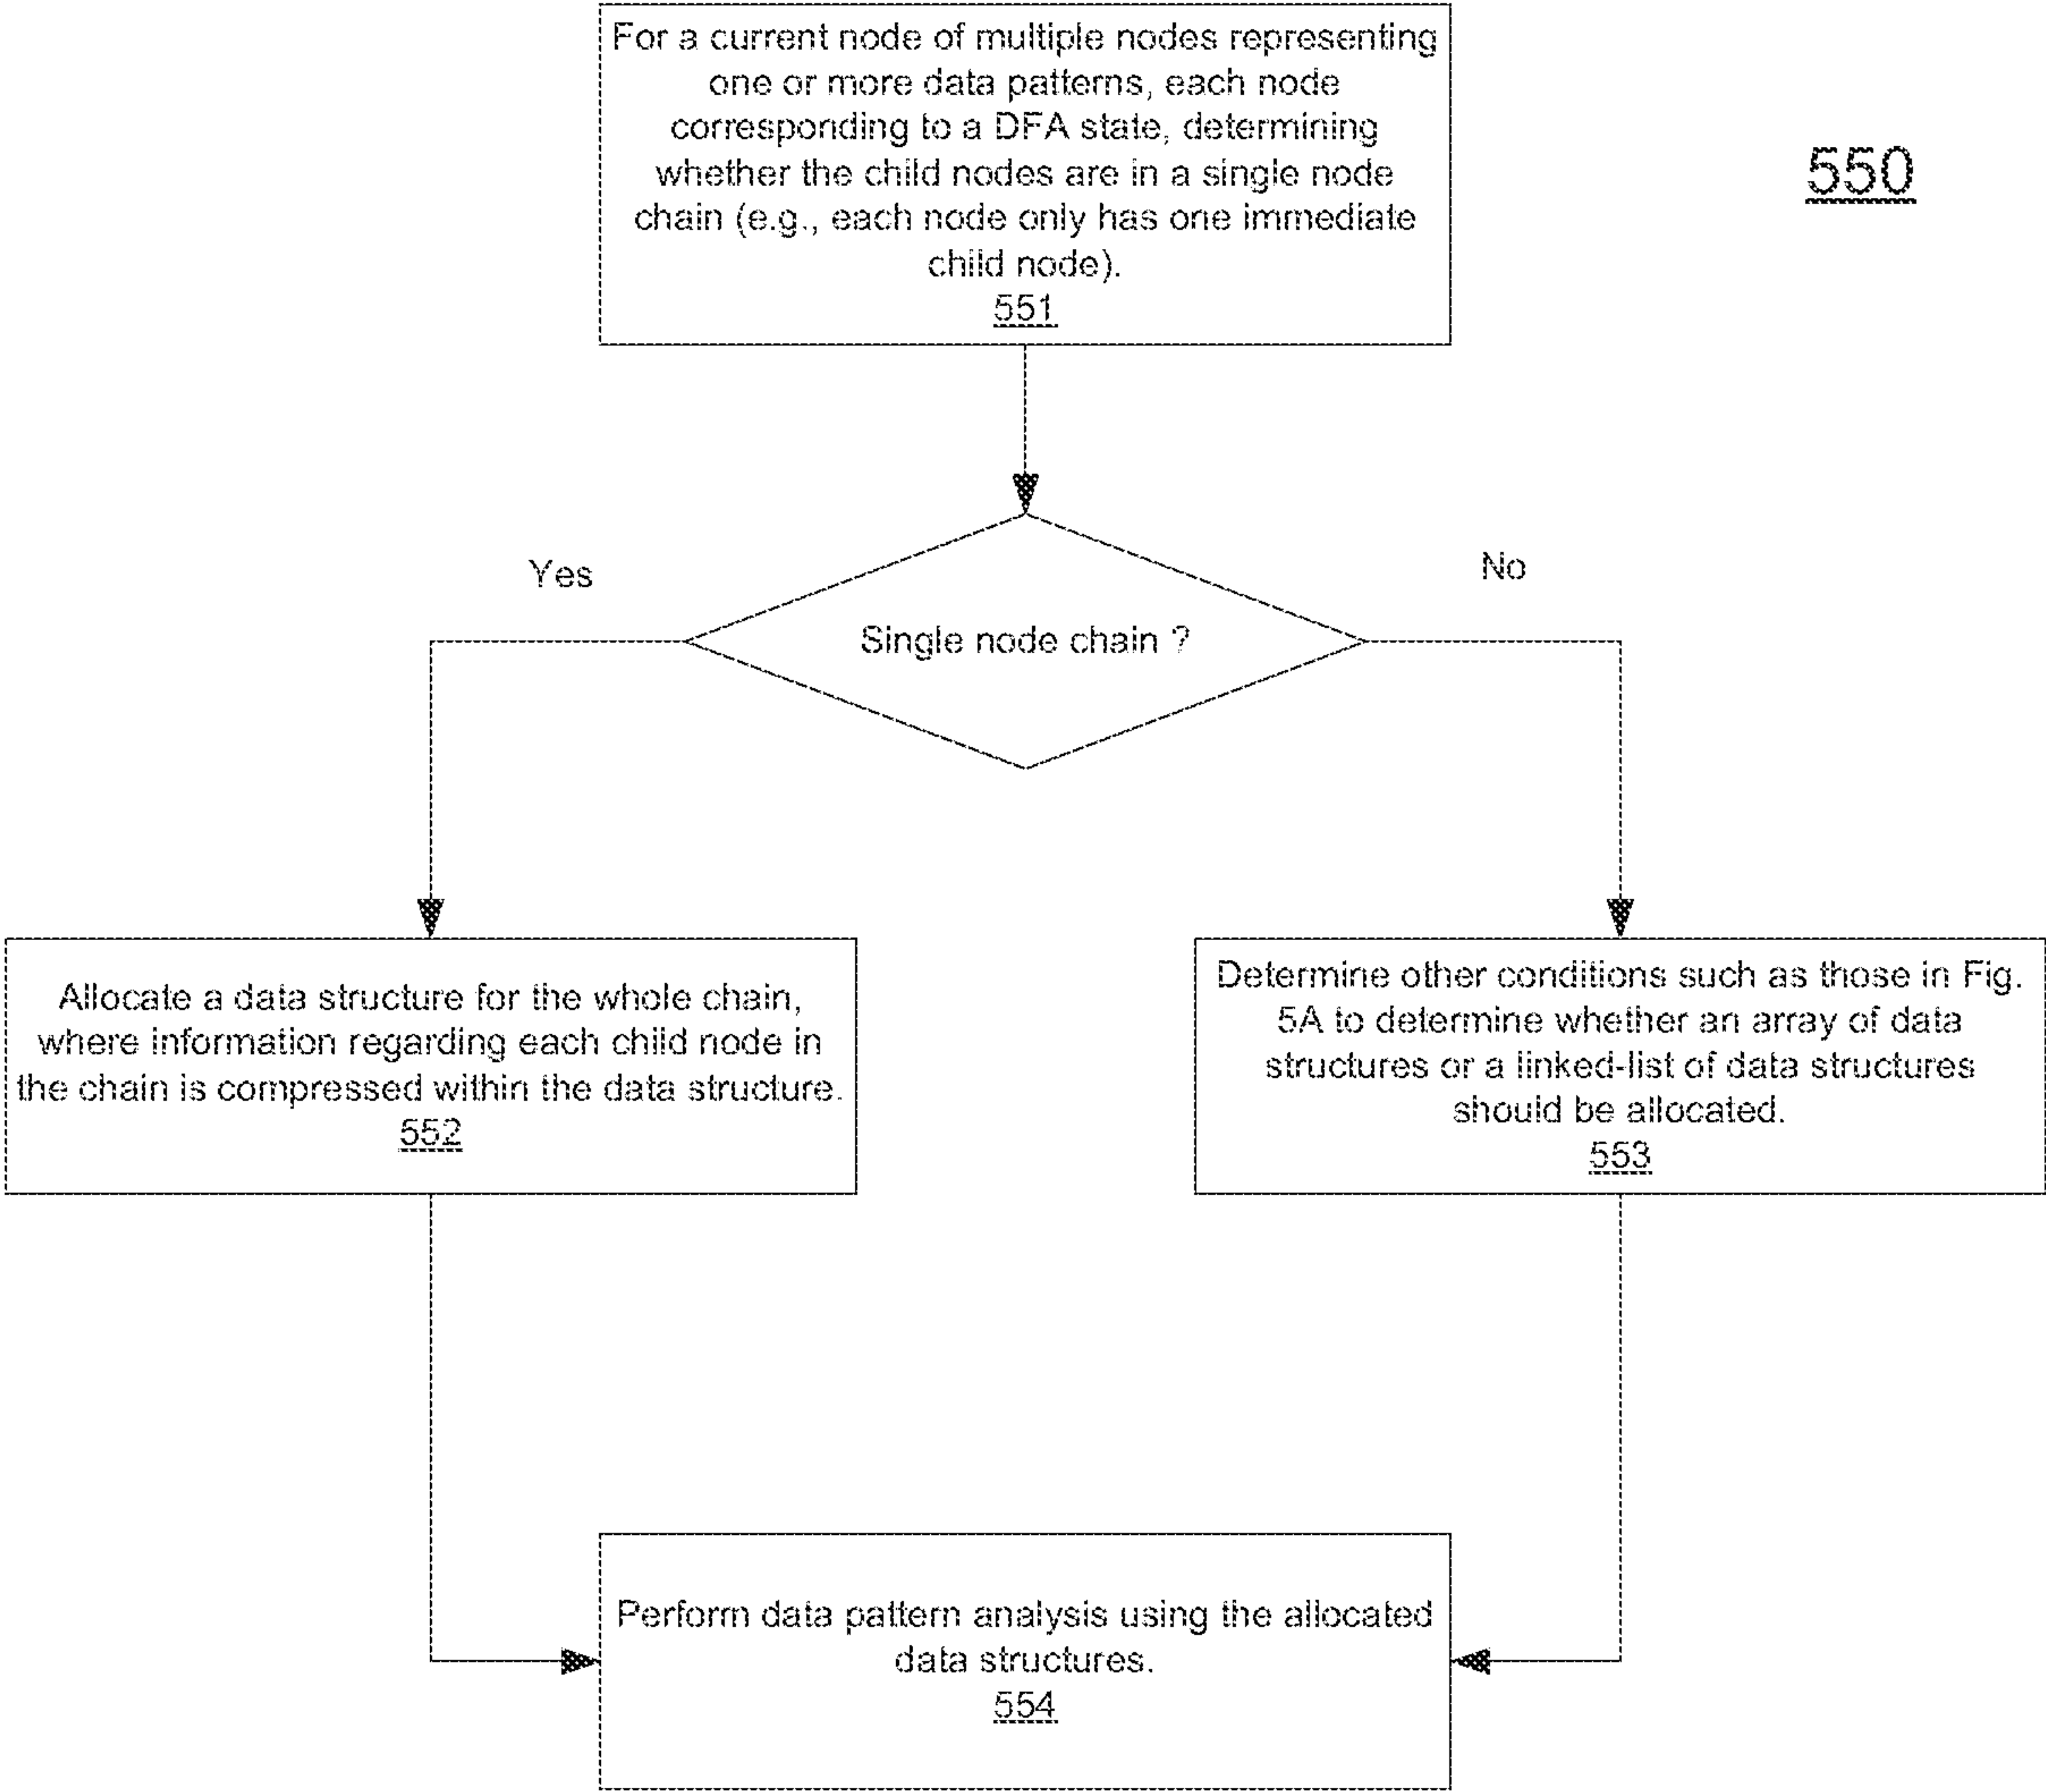 For a current node of multiple nodes representing
one or more data patterns, each node
corresponding to a DFA state, determining
whether the child nodes are in a single node
chain (e.g., each node only has one immediate
child node).
551
550
Yes
No
Single node chain ?
Allocate a data structure for the whole chain,
where information regarding each child node in
the chain is compressed within the data structure.
552
Determine other conditions such as those in Fig.
5A to determine whether an array of data
structures or a linked-list of data structures
should be allocated.
553
Perform data pattern analysis using the allocated
data structures.
554